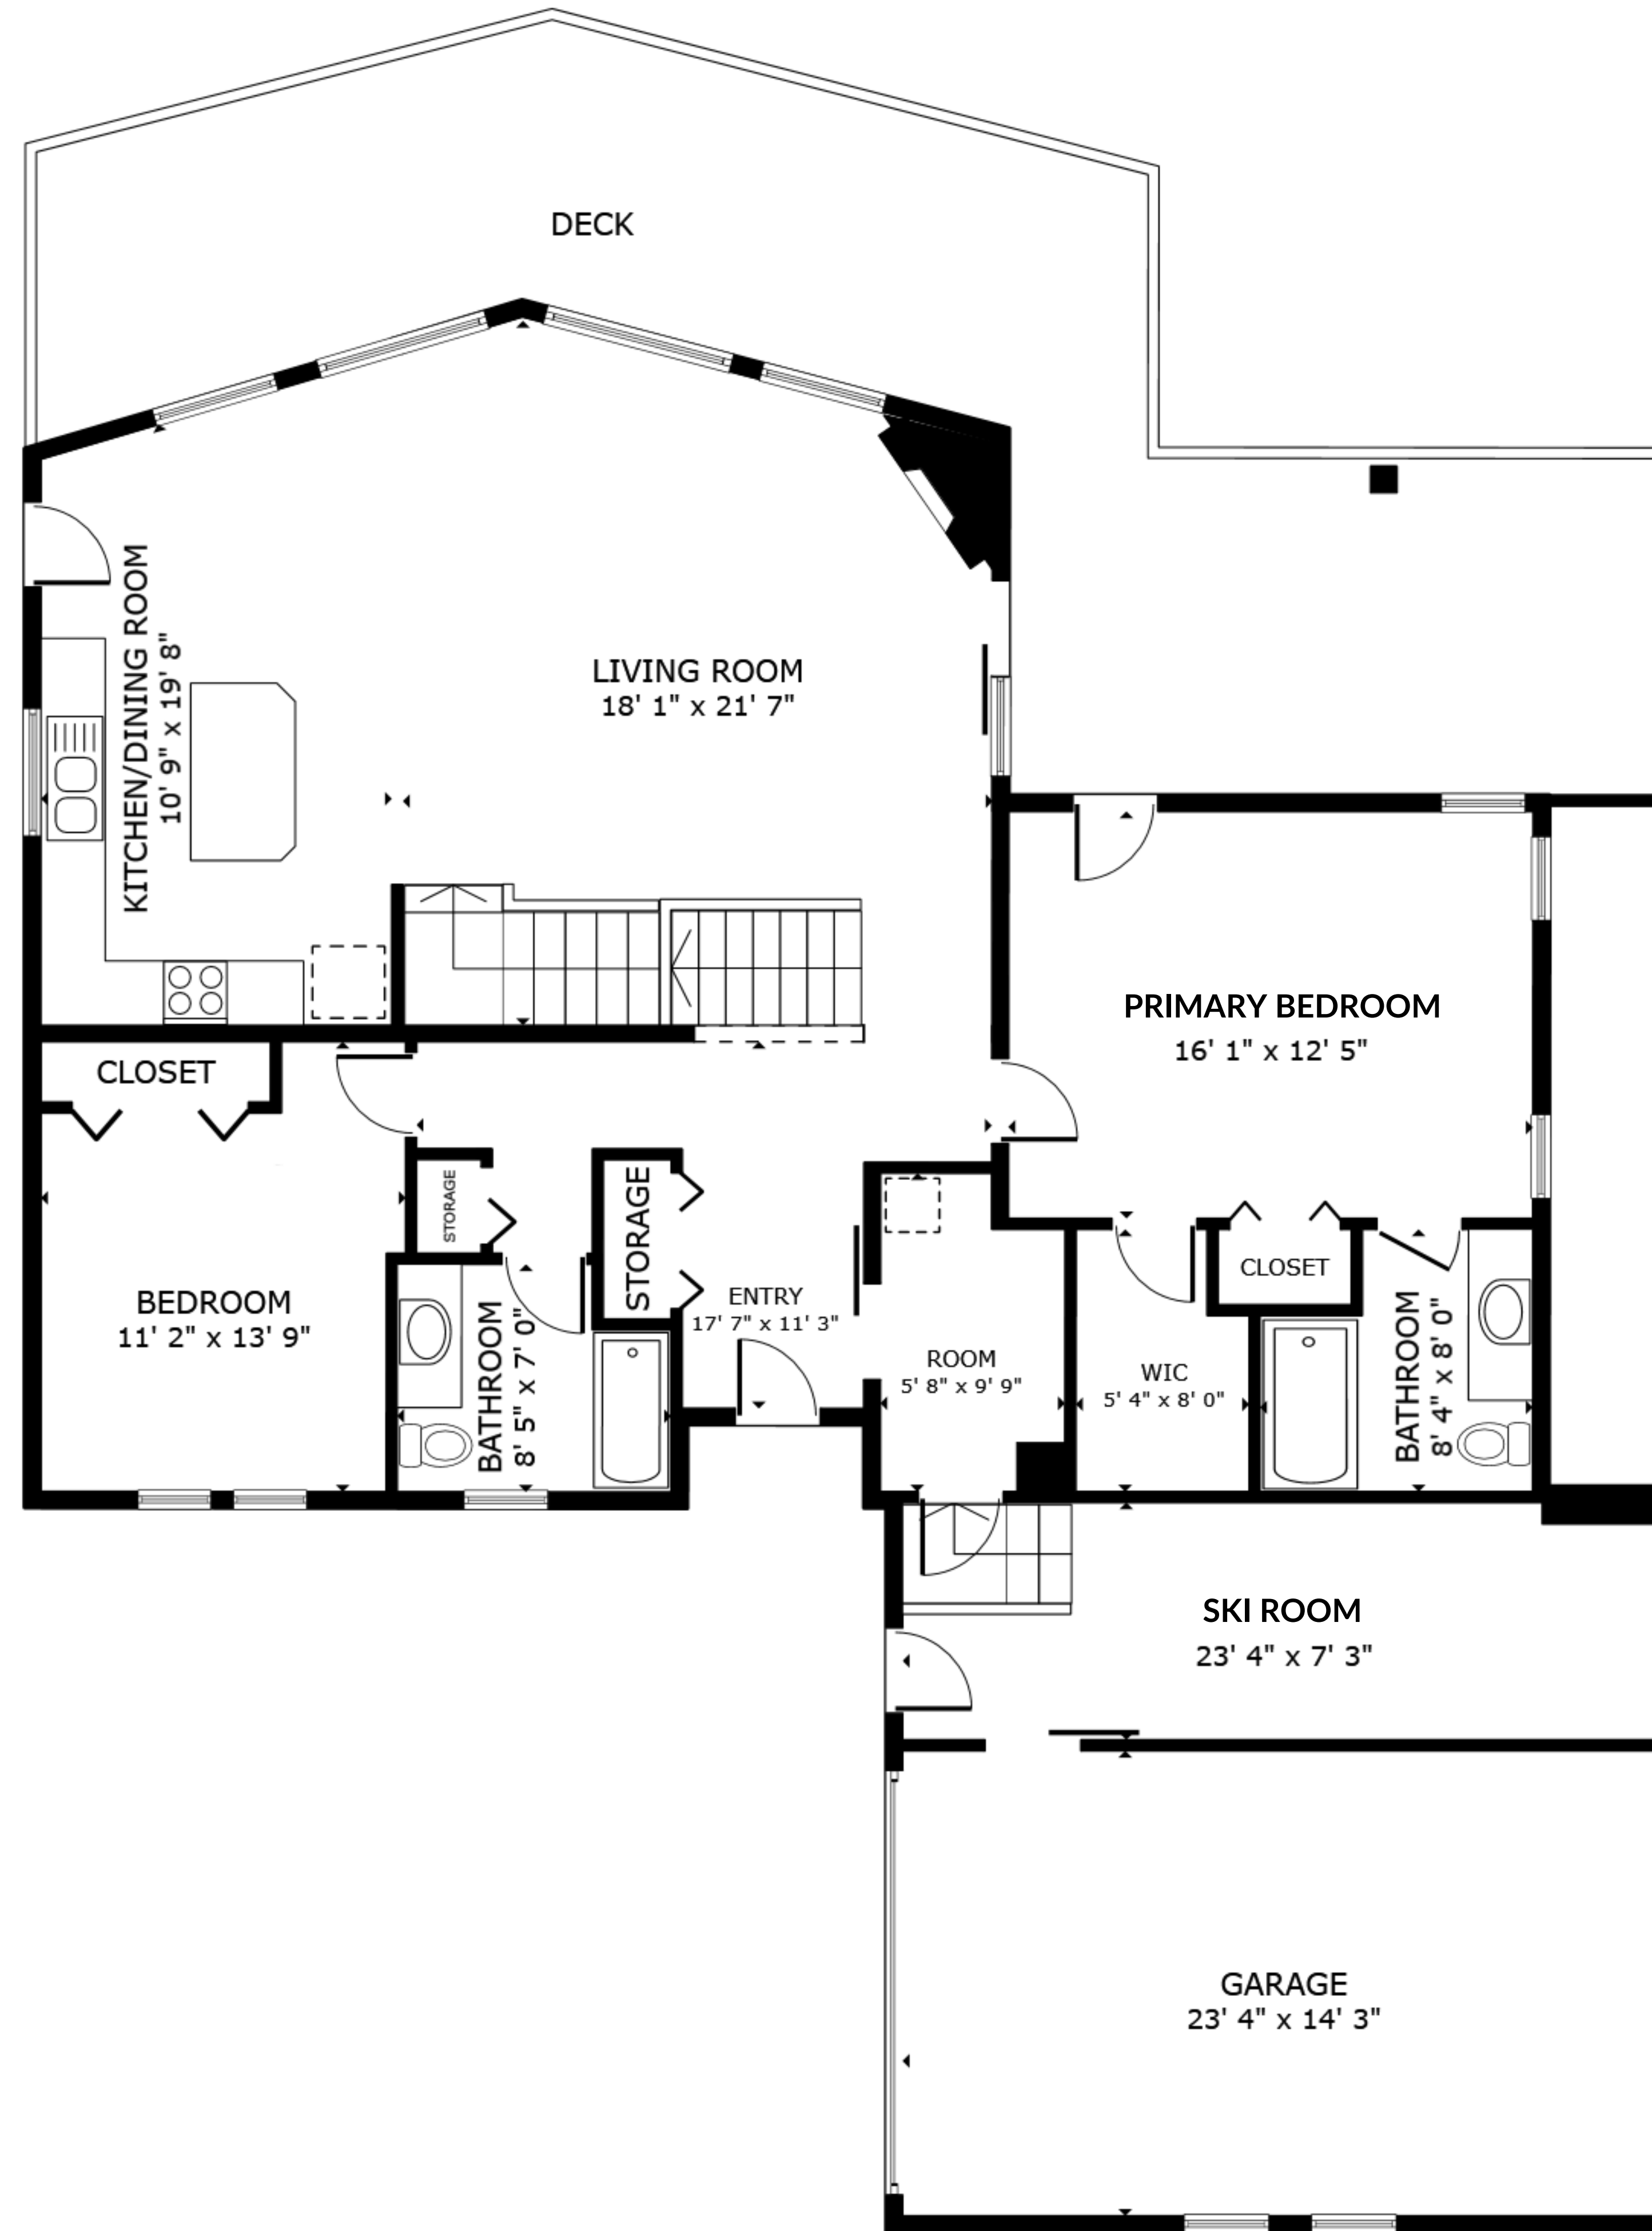 DECK
LIVING ROOM
18' 1" x 21' 7"
KITCHEN/DINING ROOM
10' 9" x 19' 8"
PRIMARY BEDROOM
16' 1" x 12' 5"
CLOSET
STORAGE
STORAGE
BEDROOM
11' 2" x 13' 9"
BATHROOM
8' 5" x 7' 0"
ENTRY
17' 7" x 11' 3"
ROOM
5' 8" x 9' 9"
WIC
5' 4" x 8' 0"
CLOSET
BATHROOM
8' 4" x 8' 0"
SKI ROOM
23' 4" x 7' 3"
GARAGE
23' 4" x 14' 3"